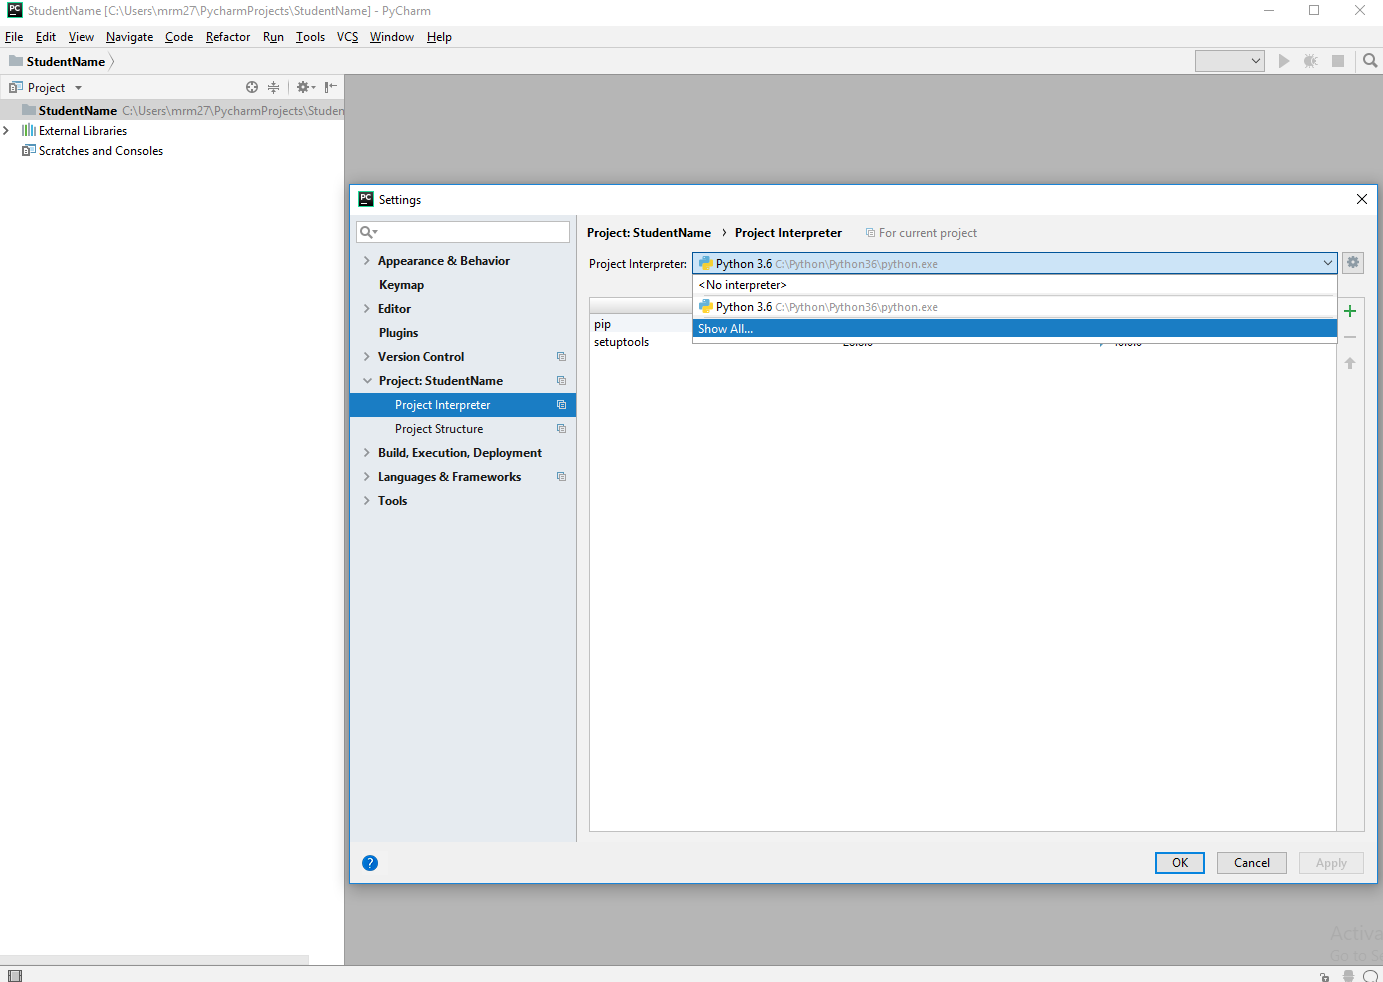 StudentName [C:\Users\mrm27\PycharmProjects\StudentName] - PyCharm
File Edit View Navigate Code Refactor Run Tools VCS Window Help
StudentName
Project
StudentName C:\Users\mrm27\PycharmProjects\Studen
External Libraries
Scratches and Consoles
Settings
Appearance & Behavior
Keymap
Editor
Plugins
Version Control
Project: StudentName
Project Interpreter
Project Structure
Build, Execution, Deployment
Languages & Frameworks
Tools
Project: StudentName › Project Interpreter For current project
Project Interpreter: Python 3.6 C:\Python\Python36\python.exe
<No interpreter>
Python 3.6 C:\Python\Python36\python.exe
Show All...
pip
setuptools
? OK Cancel Apply
Activa
Go to Se